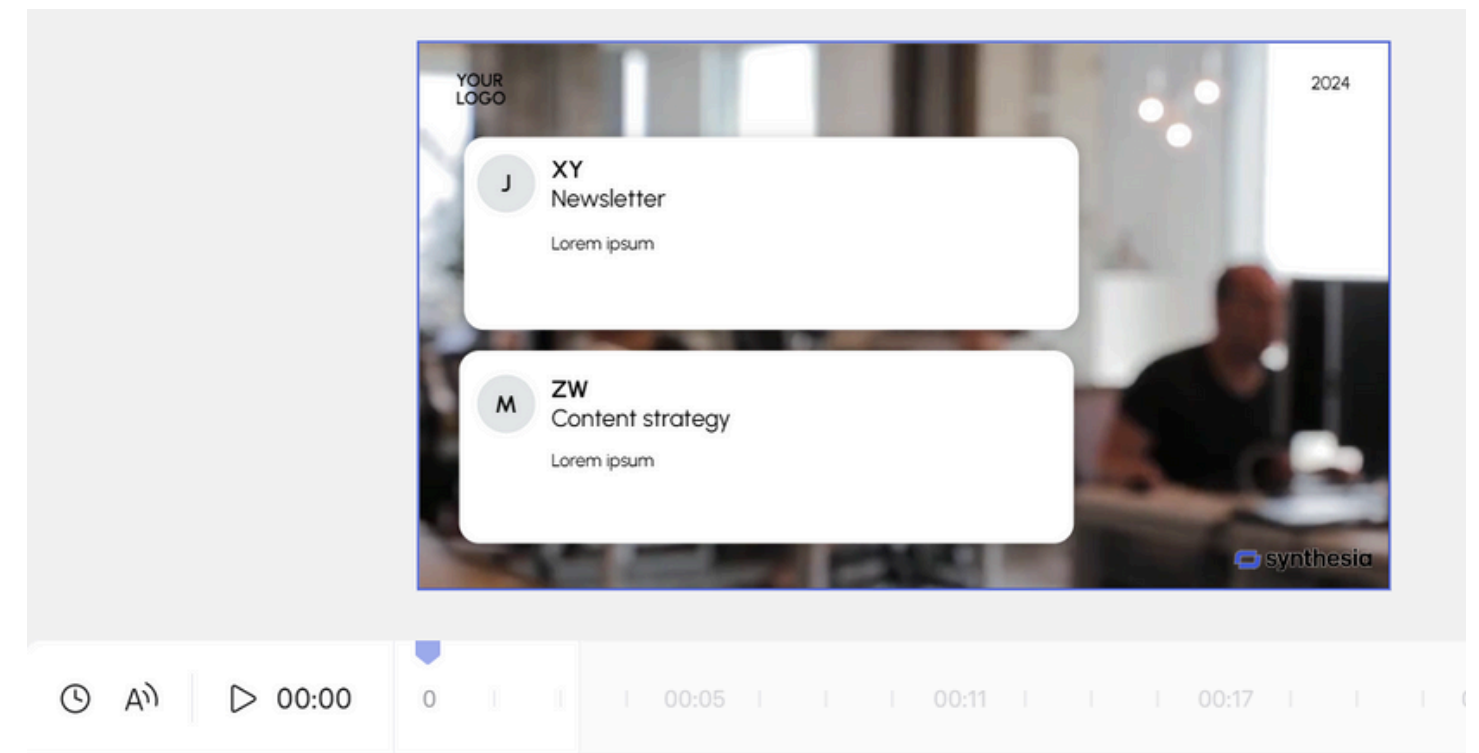 YOUR
LOGO
2024
J
XY
Newsletter
Lorem ipsum
M
ZW
Content strategy
Lorem ipsum
synthesia
A
00:00
0
00:05
00:11
00:17